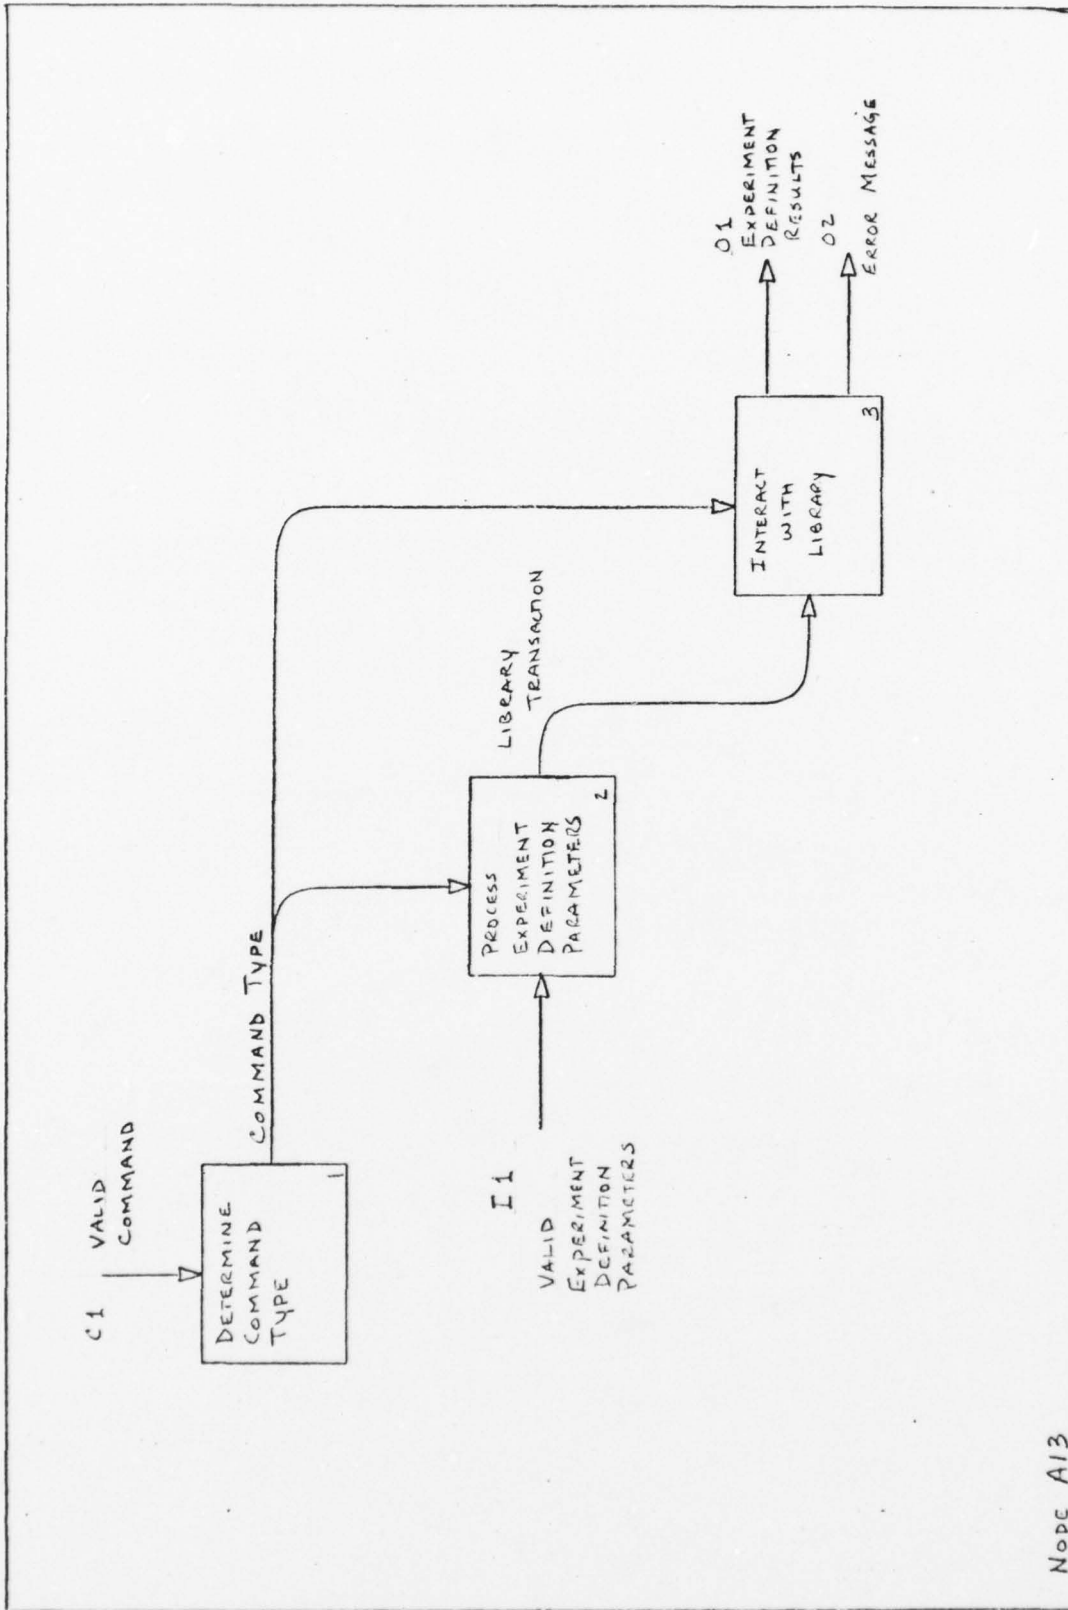 C1
VALID
COMMAND
DETERMINE
COMMAND
TYPE
1
COMMAND TYPE
I1
VALID
EXPERIMENT
DEFINITION
PARAMETERS
PROCESS
EXPERIMENT
DEFINITION
PARAMETERS
2
LIBRARY
TRANSACTION
INTERACT
WITH
LIBRARY
3
O1
EXPERIMENT
DEFINITION
RESULTS
O2
ERROR MESSAGE
NODE A13